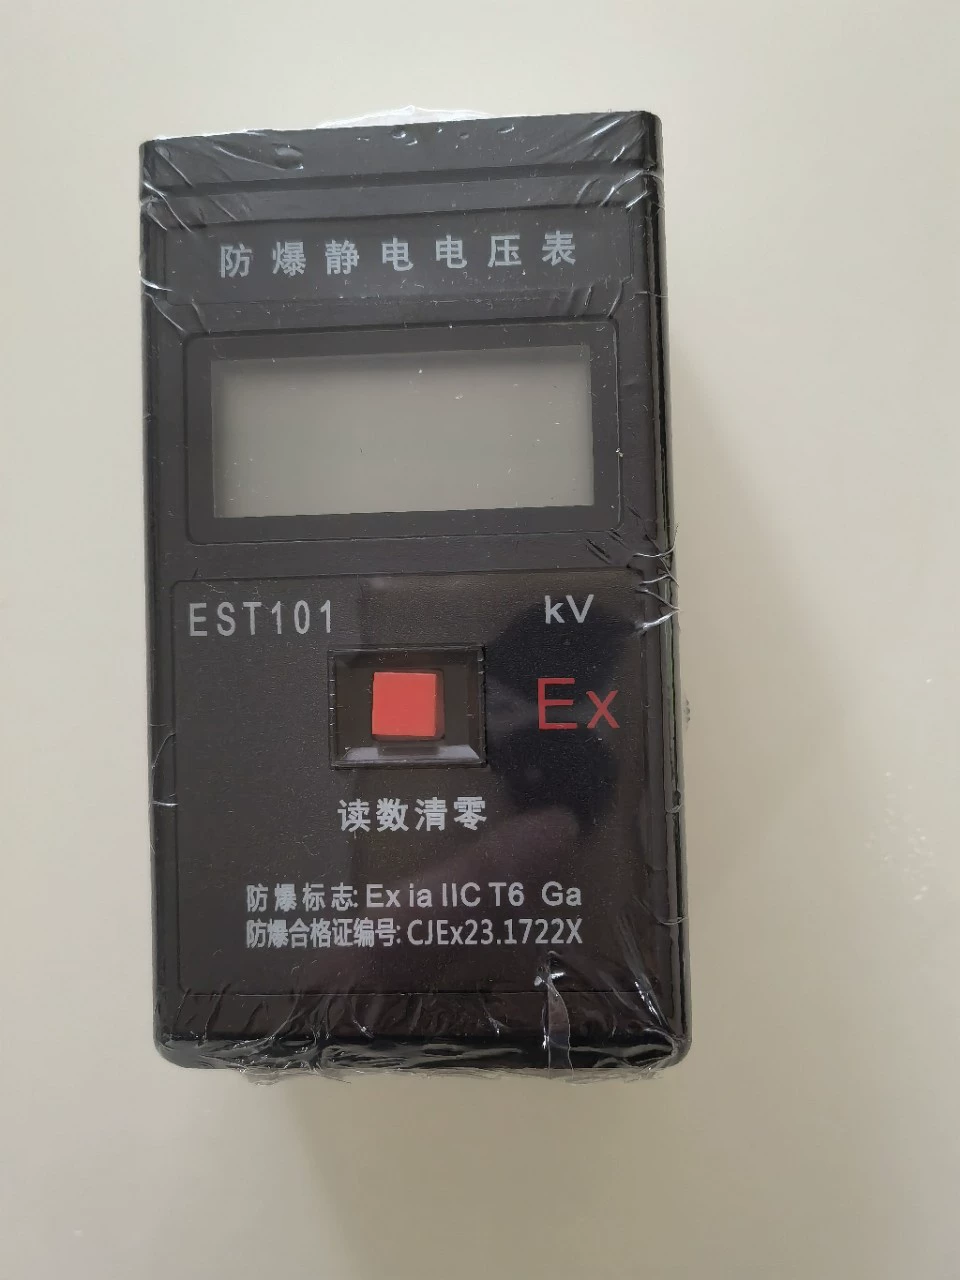 防爆静电电压表
EST101 kV
Ex
读数清零
防爆标志: Ex ia IIC T6 Ga
防爆合格证编号: CJEx23.1722X